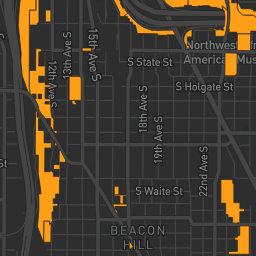 Northwest
American Mus
S State St
13th Ave S
15th Ave S
12th Ave S
S Holgate St
18th Ave S
19th Ave S
22nd Ave S
St
S Waite St
BEACON
HILL